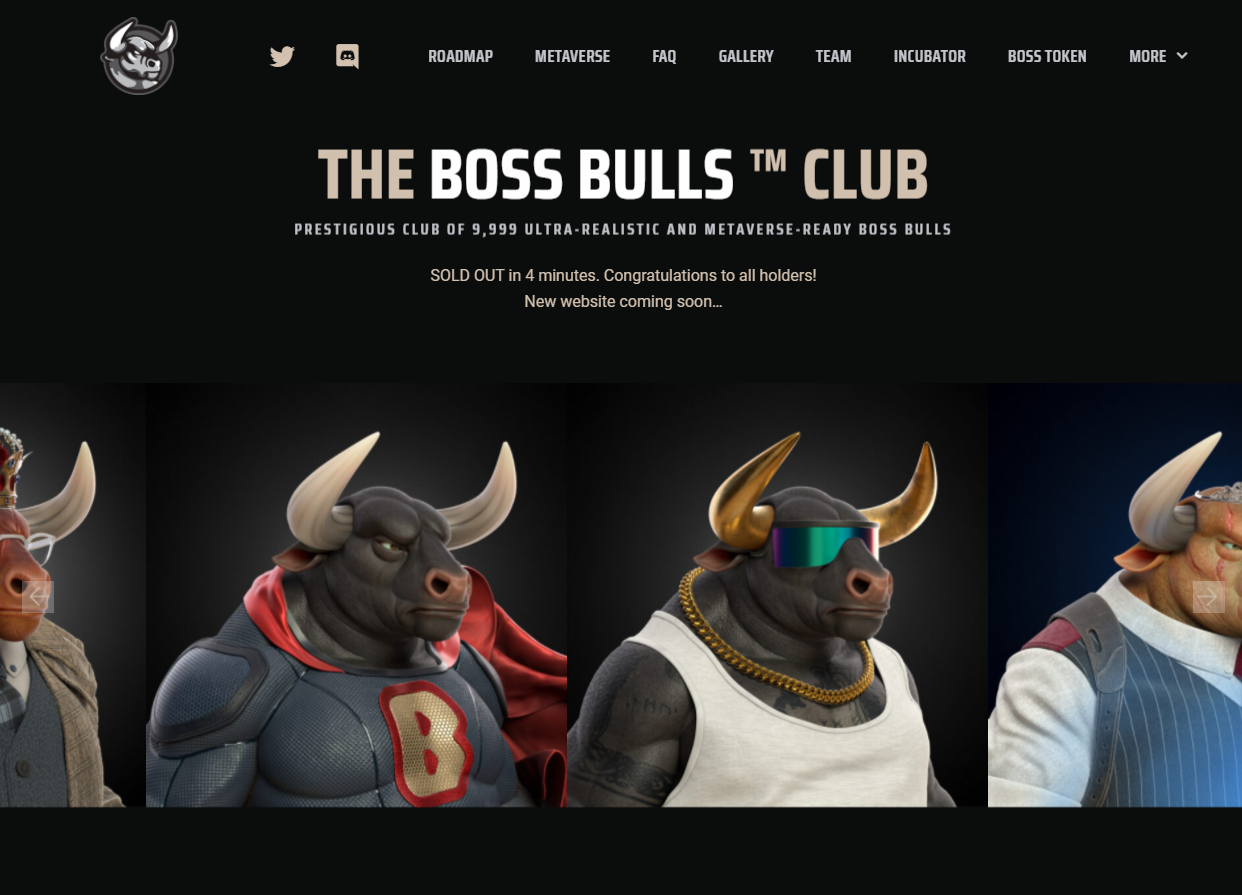 ROADMAP METAVERSE FAQ GALLERY TEAM INCUBATOR BOSS TOKEN MORE
THE BOSS BULLS ™ CLUB
PRESTIGIOUS CLUB OF 9,999 ULTRA-REALISTIC AND METAVERSE-READY BOSS BULLS
SOLD OUT in 4 minutes. Congratulations to all holders!
New website coming soon...
B